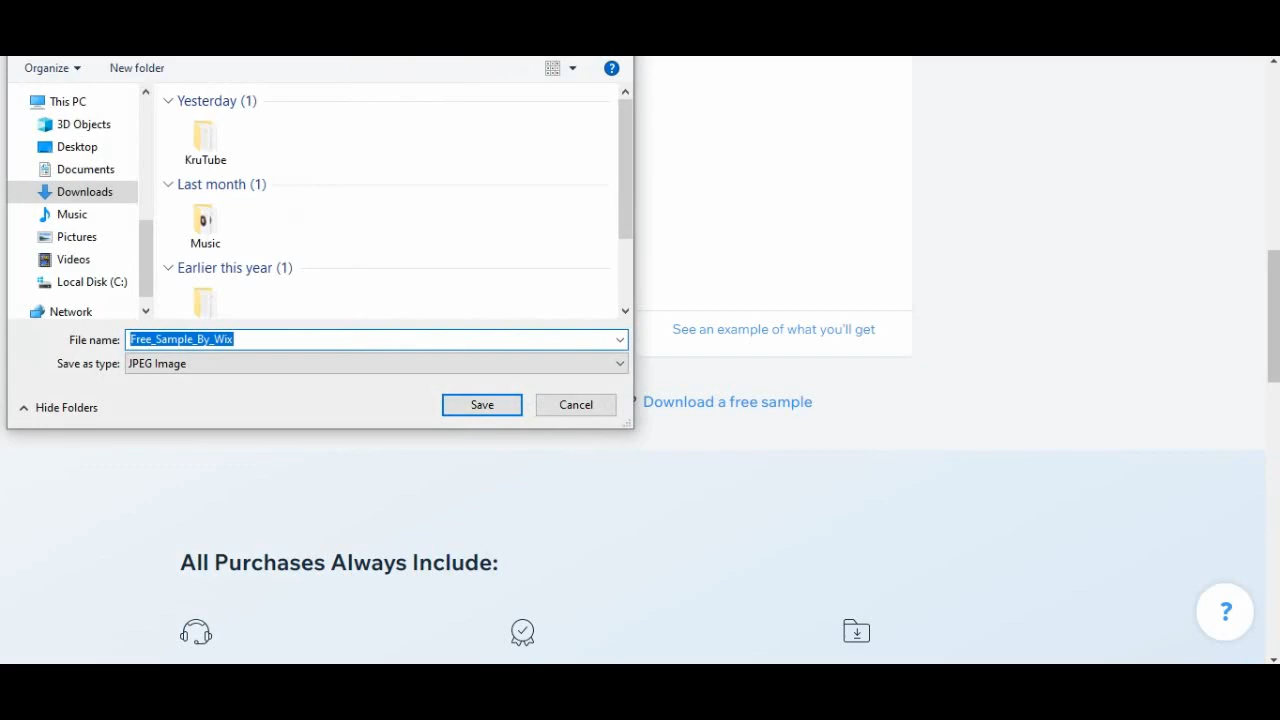 Organize New folder ?
This PC
3D Objects
Desktop
Documents
Downloads
Music
Pictures
Videos
Local Disk (C:)
Network
Yesterday (1)
KruTube
Last month (1)
Music
Earlier this year (1)
File name: Free_Sample_By_Wix
Save as type: JPEG Image
Hide Folders
Save Cancel
See an example of what you'll get
? Download a free sample
All Purchases Always Include:
?